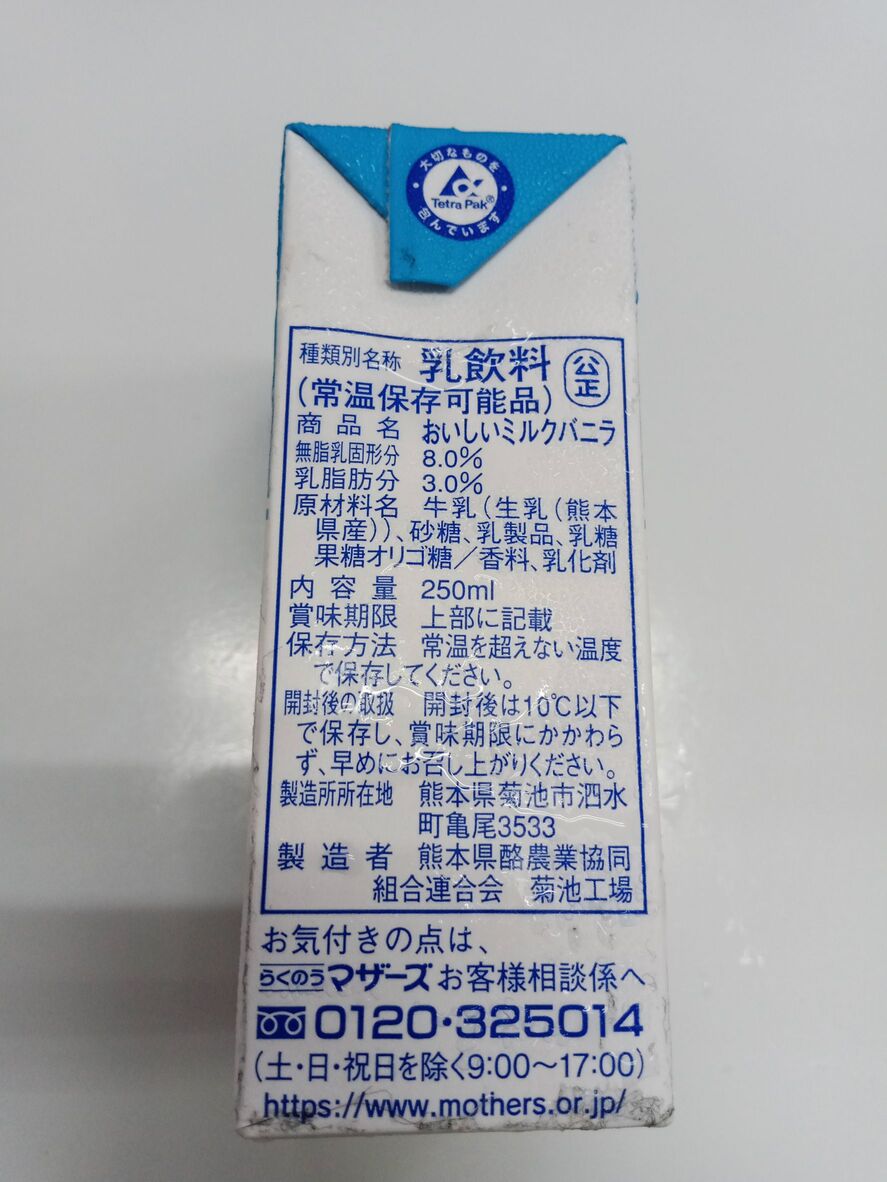 大切なものを
Tetra Pak®
包んでいます
種類別名称 乳飲料 公正
(常温保存可能品)
商品名 おいしいミルクバニラ
無脂乳固形分 8.0%
乳脂肪分 3.0%
原材料名 牛乳(生乳(熊本
県産))、砂糖、乳製品、乳糖
果糖オリゴ糖/香料、乳化剤
内容量 250ml
賞味期限 上部に記載
保存方法 常温を超えない温度
で保存してください。
開封後の取扱 開封後は10℃以下
で保存し、賞味期限にかかわら
ず、早めにお召し上がりください。
製造所所在地 熊本県菊池市泗水
町亀尾3533
製造者 熊本県酪農業協同
組合連合会 菊池工場
お気付きの点は、
らくのうマザーズお客様相談係へ
0120・325014
(土・日・祝日を除く9:00〜17:00)
https://www.mothers.or.jp/